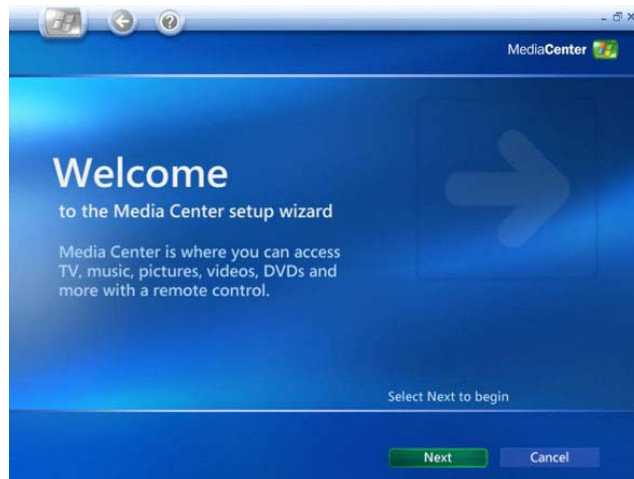 MediaCenter
Welcome
to the Media Center setup wizard
Media Center is where you can access
TV, music, pictures, videos, DVDs and
more with a remote control.
Select Next to begin
Next
Cancel